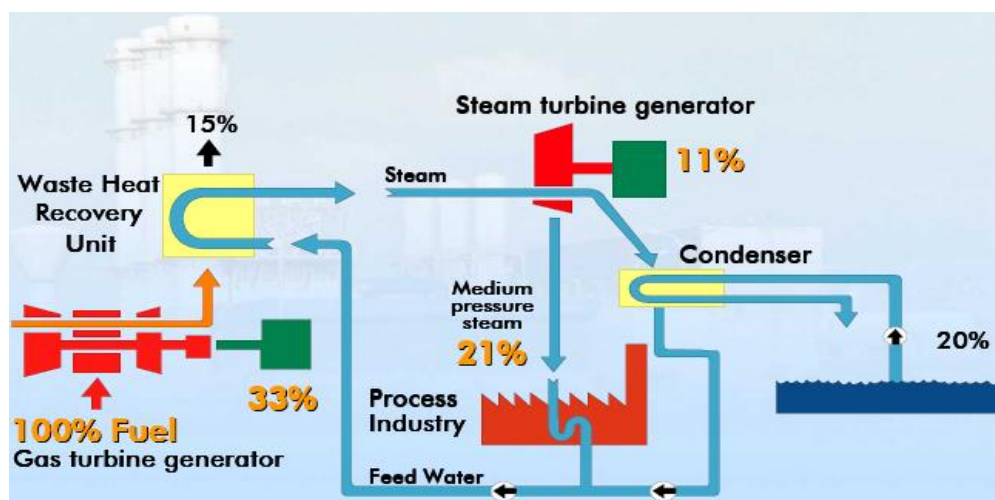 Steam turbine generator
15%
11%
Waste Heat
Recovery
Unit
Steam
Condenser
Medium
pressure
steam
21%
20%
33%
Process
Industry
100% Fuel
Gas turbine generator
Feed Water